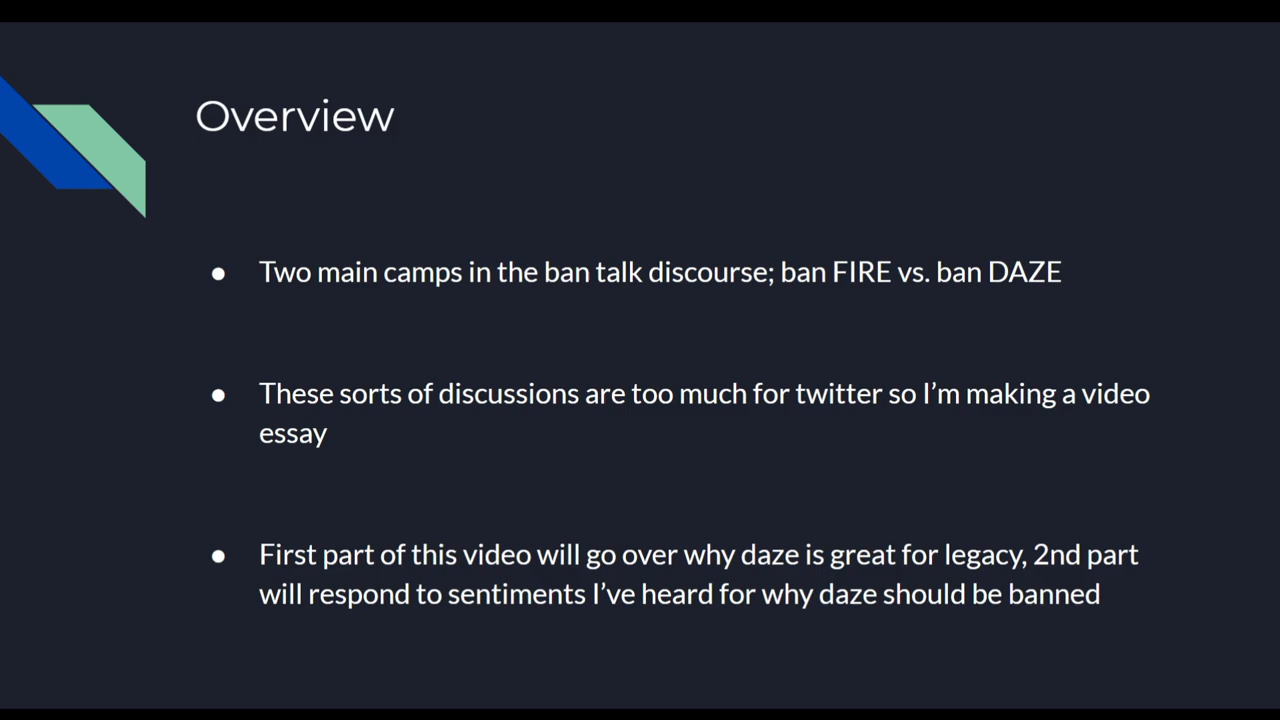 Overview
● Two main camps in the ban talk discourse; ban FIRE vs. ban DAZE
● These sorts of discussions are too much for twitter so I’m making a video
essay
● First part of this video will go over why daze is great for legacy, 2nd part
will respond to sentiments I’ve heard for why daze should be banned